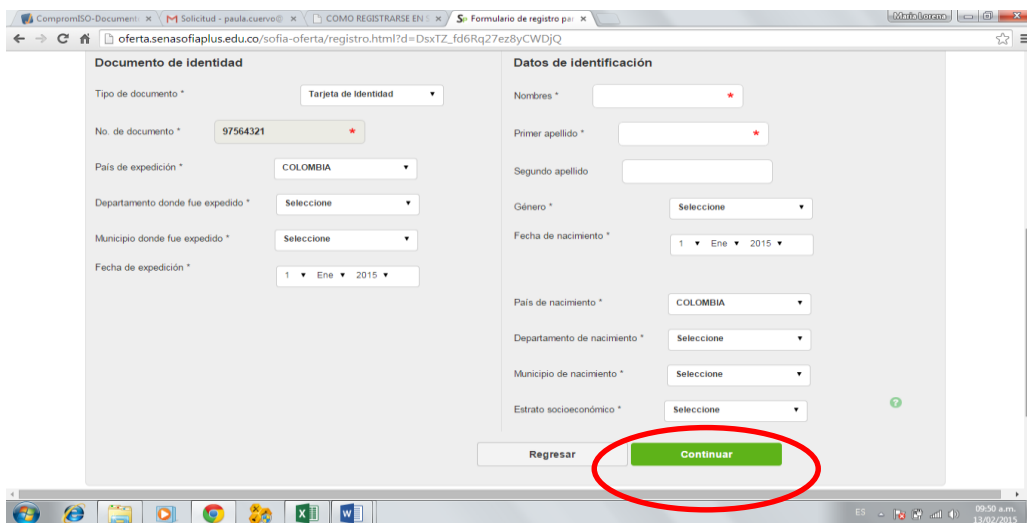 CompromISO-Document: × Solicitud - paula.cuervo@ × COMO REGISTRARSE EN S × So Formulario de registro par × Maria Lorena
oferta.senasofiaplus.edu.co/sofia-oferta/registro.html?d=DsxTZ_fd6Rq27ez8yCWDjQ
Documento de identidad
Tipo de documento * Tarjeta de Identidad
No. de documento * 97564321 *
País de expedición * COLOMBIA
Departamento donde fue expedido * Seleccione
Municipio donde fue expedido * Seleccione
Fecha de expedición * 1 Ene 2015
Datos de identificación
Nombres * *
Primer apellido * *
Segundo apellido
Género * Seleccione
Fecha de nacimiento * 1 Ene 2015
País de nacimiento * COLOMBIA
Departamento de nacimiento * Seleccione
Municipio de nacimiento * Seleccione
Estrato socioeconómico * Seleccione ?
Regresar Continuar
ES 09:50 a.m.
13/02/2015